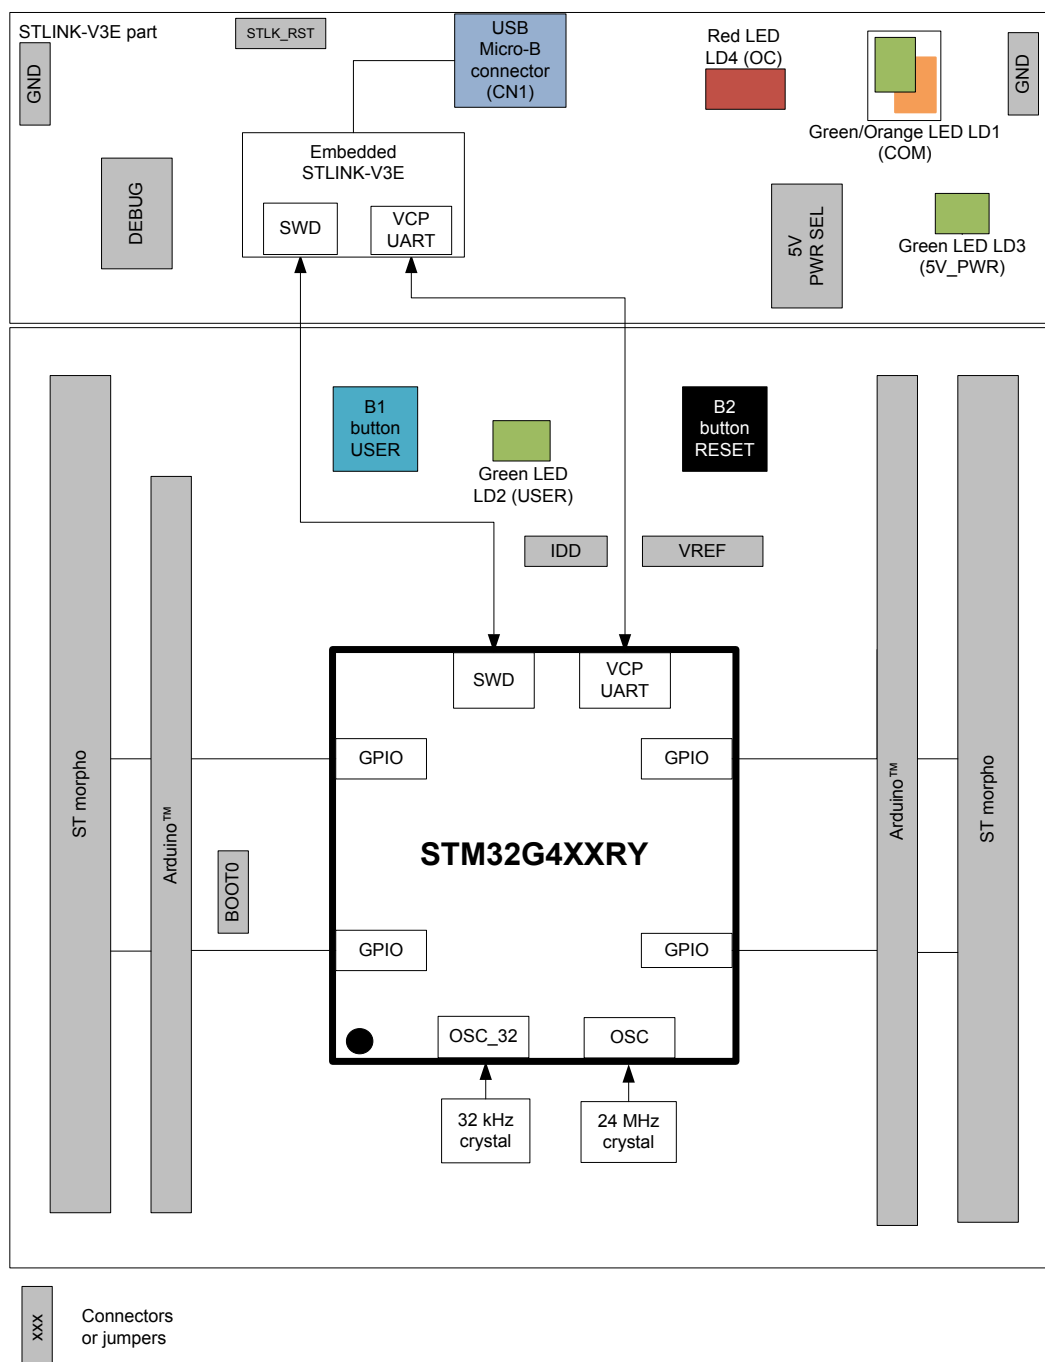 STLINK-V3E part
STLK_RST
USB
Micro-B
connector
(CN1)
Red LED
LD4 (OC)
GND
GND
Green/Orange LED LD1
(COM)
Embedded
STLINK-V3E
DEBUG
SWD
VCP
UART
5V
PWR SEL
Green LED LD3
(5V_PWR)
B1
button
USER
B2
button
RESET
Green LED
LD2 (USER)
IDD
VREF
SWD
VCP
UART
GPIO
GPIO
ST morpho
Arduino™
Arduino™
ST morpho
STM32G4XXRY
BOOT0
GPIO
GPIO
OSC_32
OSC
32 kHz
crystal
24 MHz
crystal
xxx
Connectors
or jumpers